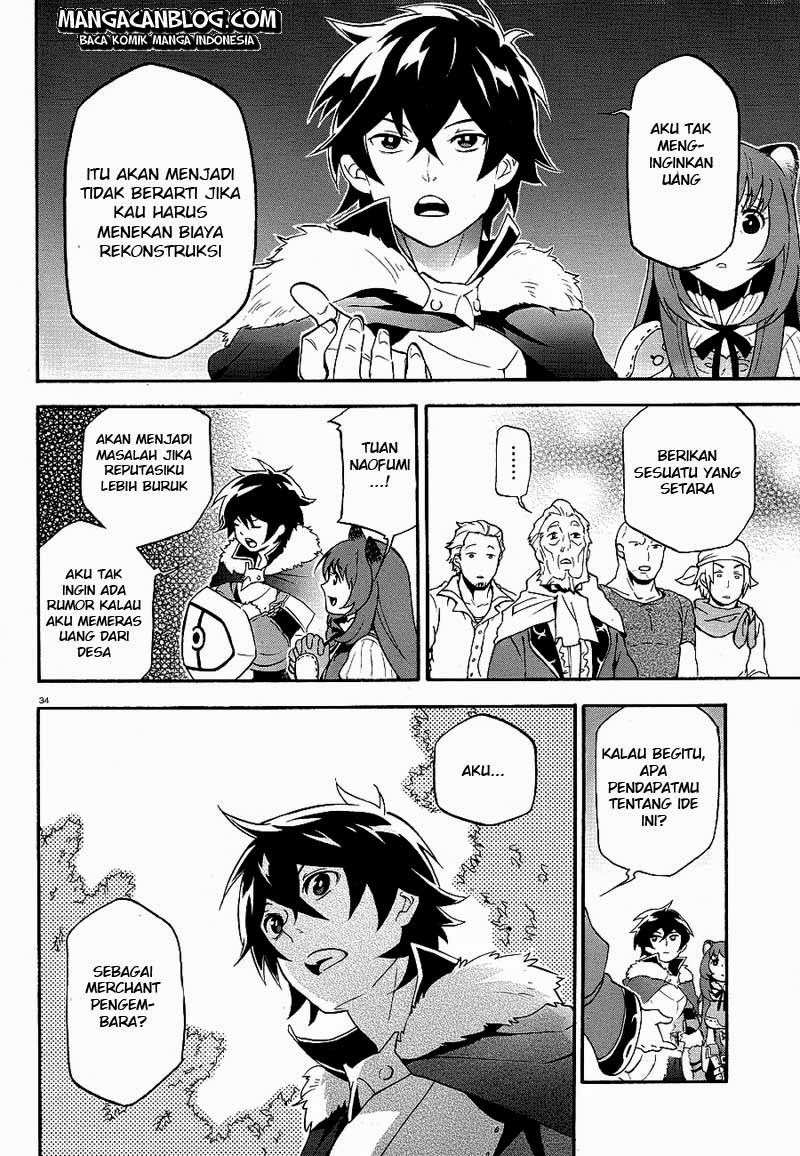 MANGACANBLOG.COM
BACA KOMIK MANGA INDONESIA
AKU TAK
MENG-
INGINKAN
UANG
ITU AKAN MENJADI
TIDAK BERARTI JIKA
KAU HARUS
MENEKAN BIAYA
REKONSTRUKSI
BERIKAN
SESUATU YANG
SETARA
......
TUAN
NAOFUMI
...!
AKAN MENJADI
MASALAH JIKA
REPUTASIKU
LEBIH BURUK
AKU TAK
INGIN ADA
RUMOR KALAU
AKU MEMERAS
UANG DARI
DESA
34
KALAU BEGITU,
APA
PENDAPATMU
TENTANG IDE
INI?
AKU...
SEBAGAI
MERCHANT
PENGEM-
BARA?